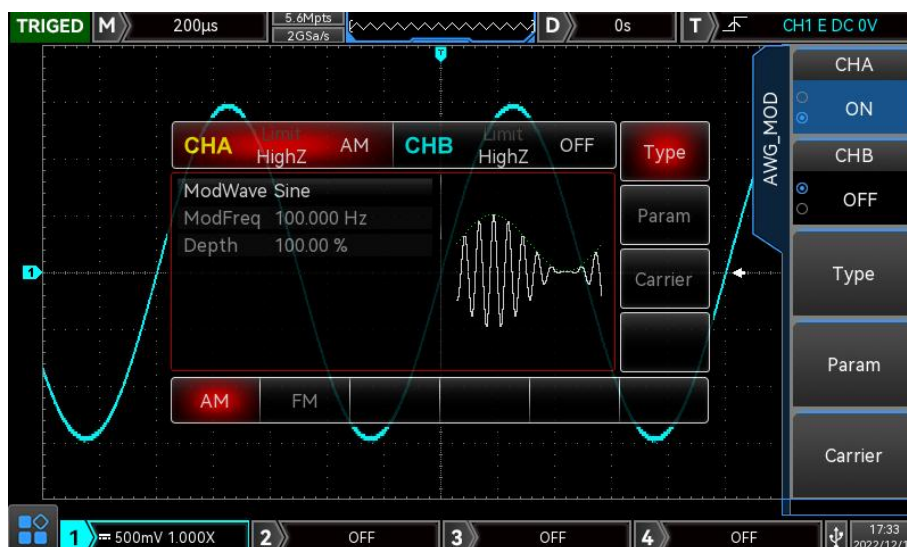 TRIGED M 200μs 5.6Mpts D 0s T CH1 E DC 0V
2GSa/s
T
CHA Limit HighZ AM CHB Limit HighZ OFF Type
ModWave Sine
ModFreq 100.000 Hz Param
Depth 100.00 %
Carrier
AM FM
1
AWG_MOD
CHA
ON
CHB
OFF
Type
Param
Carrier
1 500mV 1.000X 2 OFF 3 OFF 4 OFF 17:33